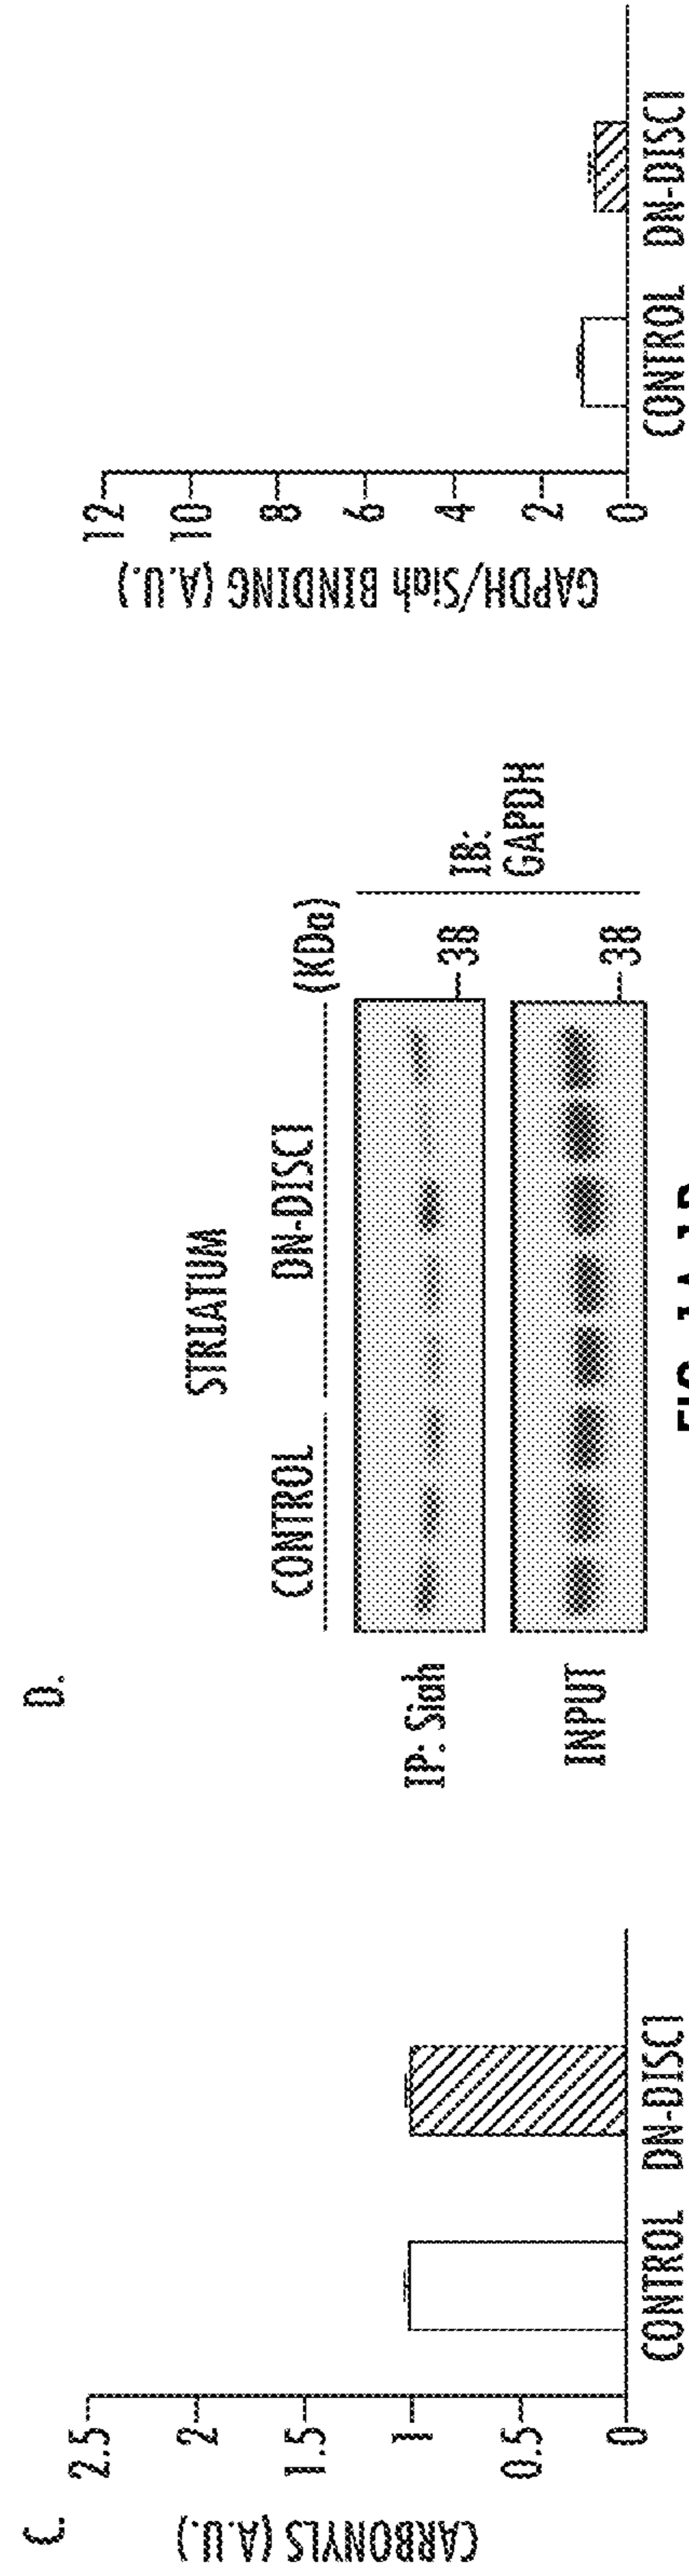 C.
CARBONYLS (A.U.)
2.5
2
1.5
1
0.5
0
CONTROL DN-DISC1
D.
STRIATUM
CONTROL DN-DISC1 (KDa)
IP: Siah
38
INPUT
38
IB:
GAPDH
GAPDH/Siah BINDING (A.U.)
12
10
8
6
4
2
0
CONTROL DN-DISC1